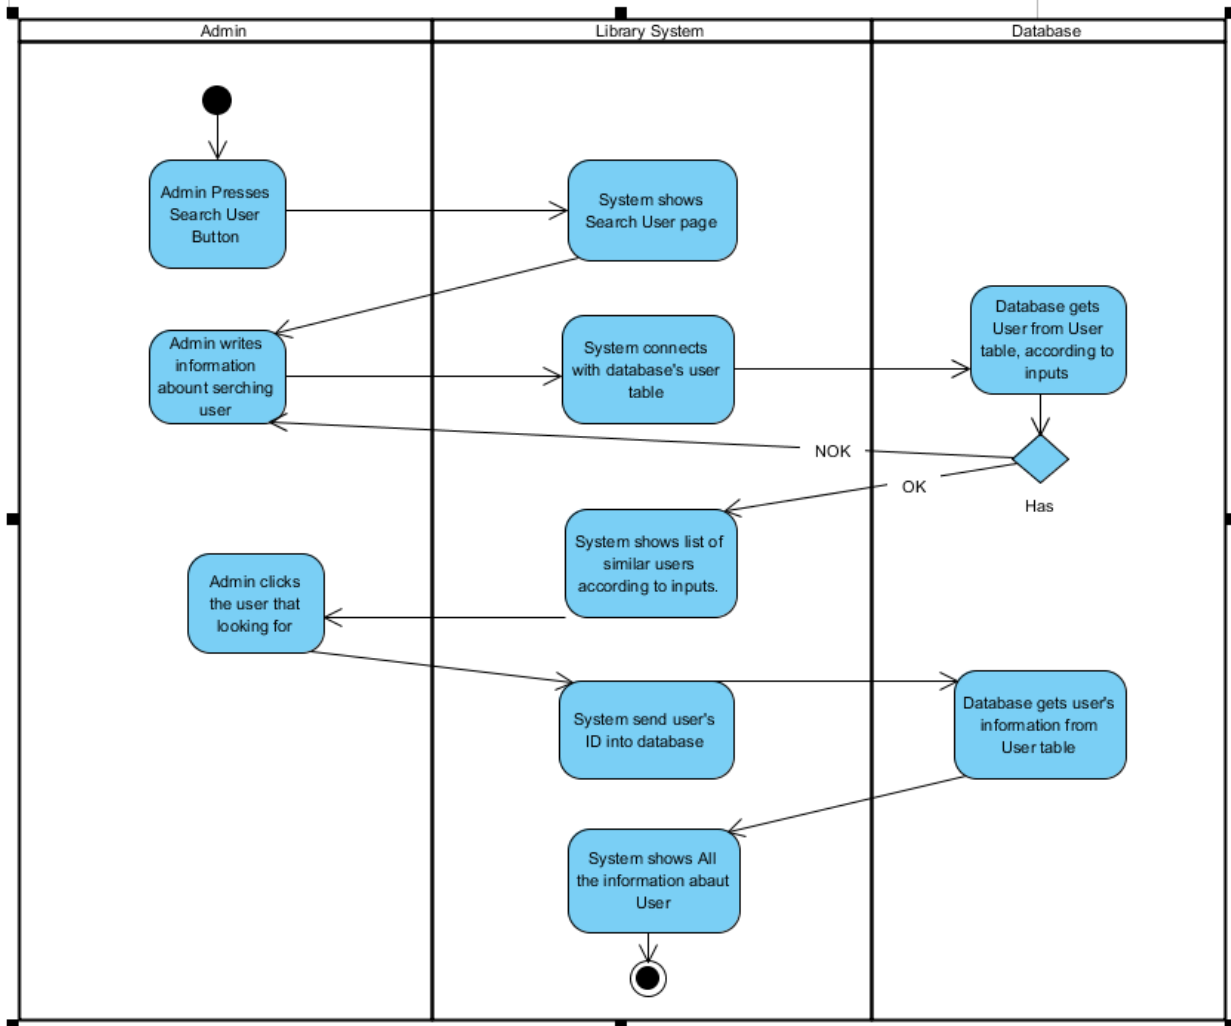 Admin
Library System
Database
Admin Presses
Search User
Button
System shows
Search User page
Admin writes
information
abount serching
user
System connects
with database's user
table
Database gets
User from User
table, according to
inputs
NOK
OK
Has
System shows list of
similar users
according to inputs.
Admin clicks
the user that
looking for
System send user's
ID into database
Database gets user's
information from
User table
System shows All
the information abaut
User